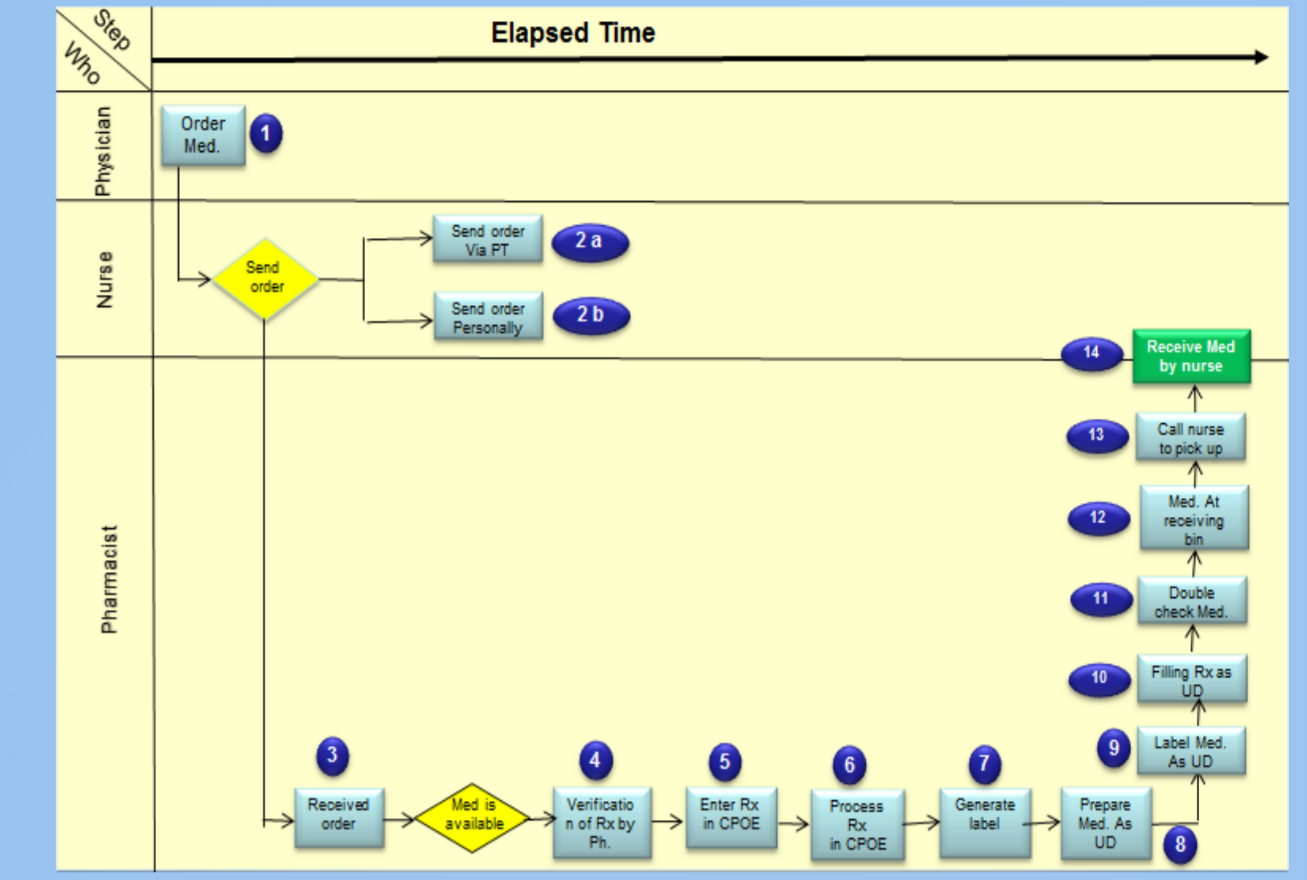 Step
Who
Elapsed Time
Physician
Order
Med.
1
Nurse
Send
order
Send order
Via PT
2 a
Send order
Personally
2 b
Pharmacist
3
Received
order
Med is
available
4
Verificatio
n of Rx by
Ph.
5
Enter Rx
in CPOE
6
Process
Rx
in CPOE
7
Generate
label
Prepare
Med. As
UD
8
9
Label Med.
As UD
10
Filling Rx as
UD
11
Double
check Med.
12
Med. At
receiving
bin
13
Call nurse
to pick up
14
Receive Med
by nurse